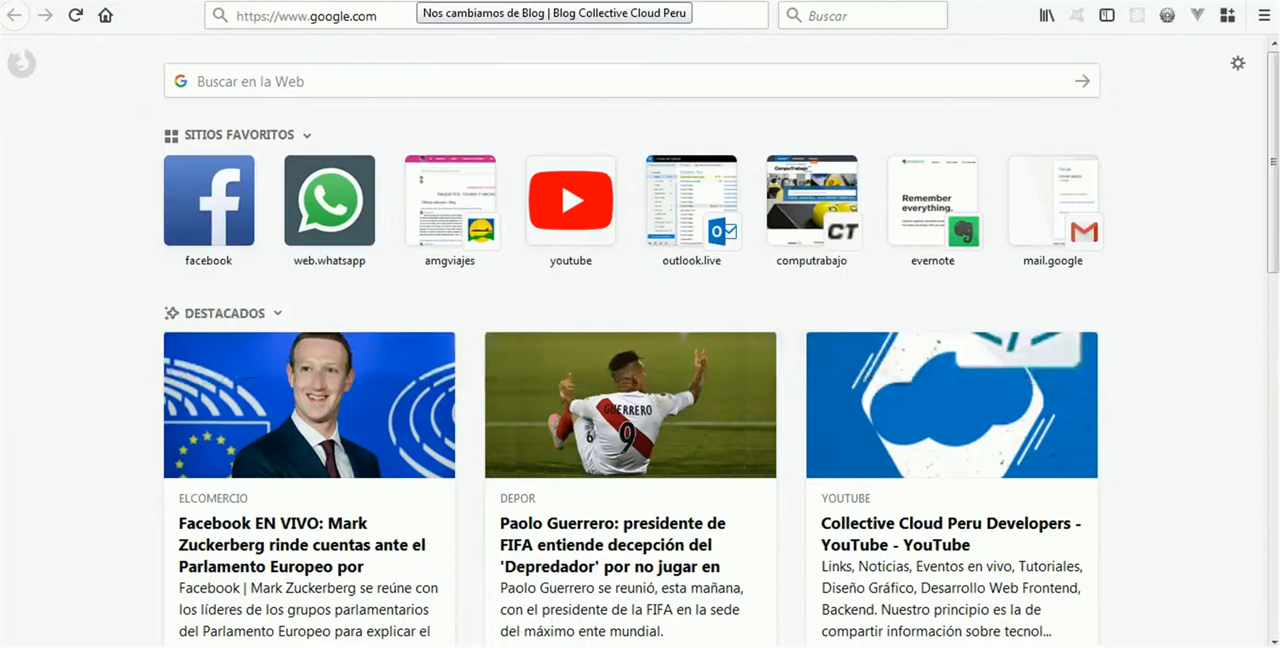 https://www.google.com
Nos cambiamos de Blog | Blog Collective Cloud Peru
Buscar
Buscar en la Web
SITIOS FAVORITOS
Remember everything.
CT
facebook
web.whatsapp
amgviajes
youtube
outlook.live
computrabajo
evernote
mail.google
DESTACADOS
GUERRERO
9
ELCOMERCIO
Facebook EN VIVO: Mark
Zuckerberg rinde cuentas ante el
Parlamento Europeo por
Facebook | Mark Zuckerberg se reúne con
los líderes de los grupos parlamentarios
del Parlamento Europeo para explicar el
DEPOR
Paolo Guerrero: presidente de
FIFA entiende decepción del
'Depredador' por no jugar en
Paolo Guerrero se reunió, esta mañana,
con el presidente de la FIFA en la sede
del máximo ente mundial.
YOUTUBE
Collective Cloud Peru Developers -
YouTube - YouTube
Links, Noticias, Eventos en vivo, Tutoriales,
Diseño Gráfico, Desarrollo Web Frontend,
Backend. Nuestro principio es la de
compartir información sobre tecnol...